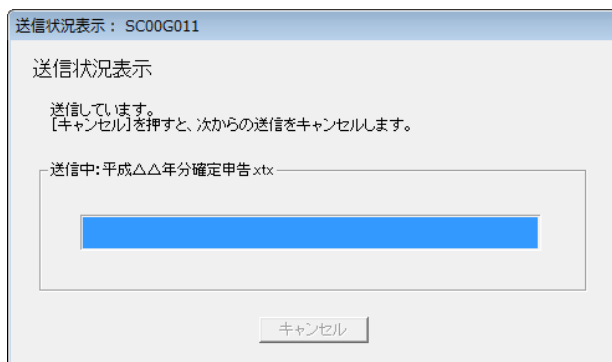 送信状況表示： SC00G011
送信状況表示
送信しています。
[キャンセル]を押すと、次からの送信をキャンセルします。
送信中：平成△△年分確定申告.xtx
キャンセル